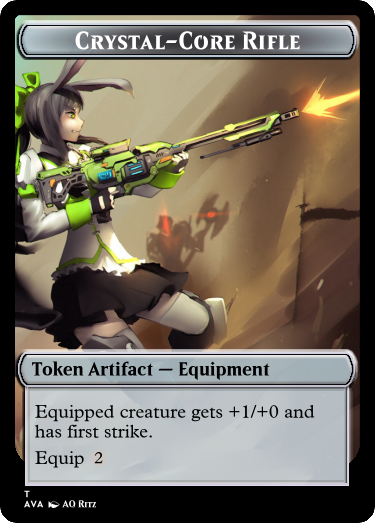 Crystal-Core Rifle
Token Artifact — Equipment
Equipped creature gets +1/+0 and
has first strike.
Equip 2
T
AVA AO Ritz